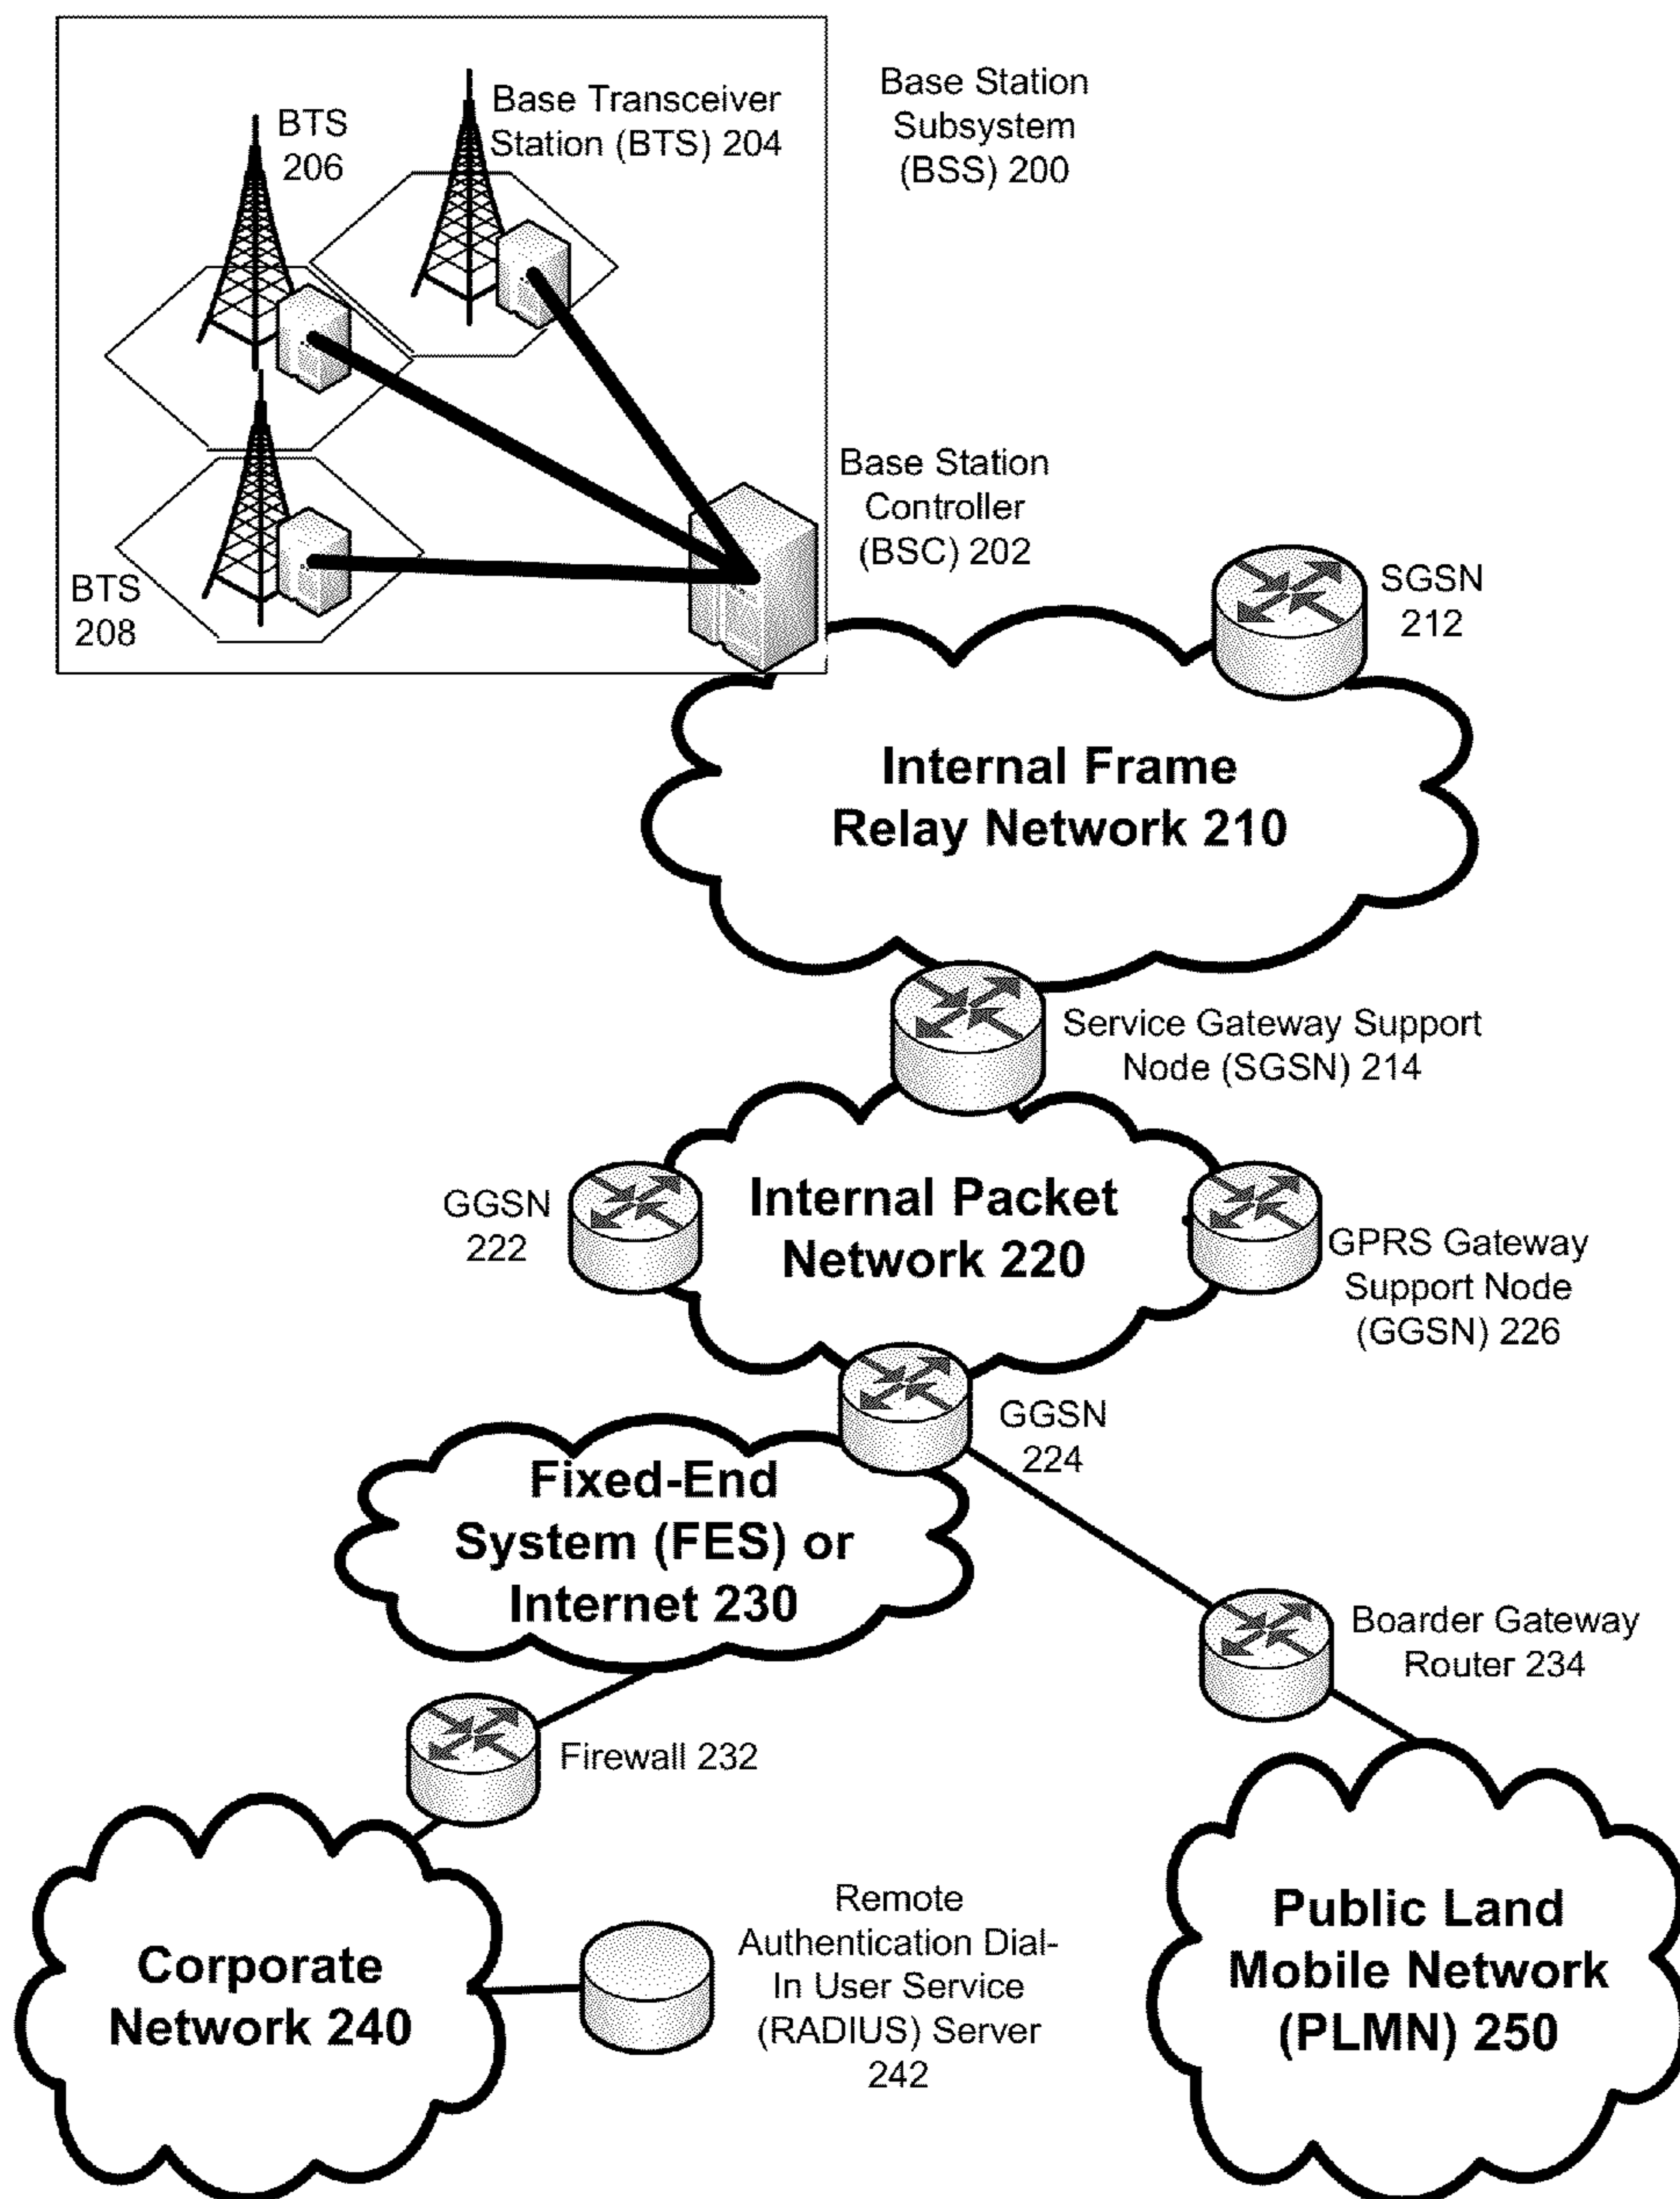 BTS
206
Base Transceiver
Station (BTS) 204
Base Station
Subsystem
(BSS) 200
BTS
208
Base Station
Controller
(BSC) 202
SGSN
212
Internal Frame
Relay Network 210
Service Gateway Support
Node (SGSN) 214
GGSN
222
Internal Packet
Network 220
GPRS Gateway
Support Node
(GGSN) 226
GGSN
224
Fixed-End
System (FES) or
Internet 230
Boarder Gateway
Router 234
Firewall 232
Corporate
Network 240
Remote
Authentication Dial-
In User Service
(RADIUS) Server
242
Public Land
Mobile Network
(PLMN) 250